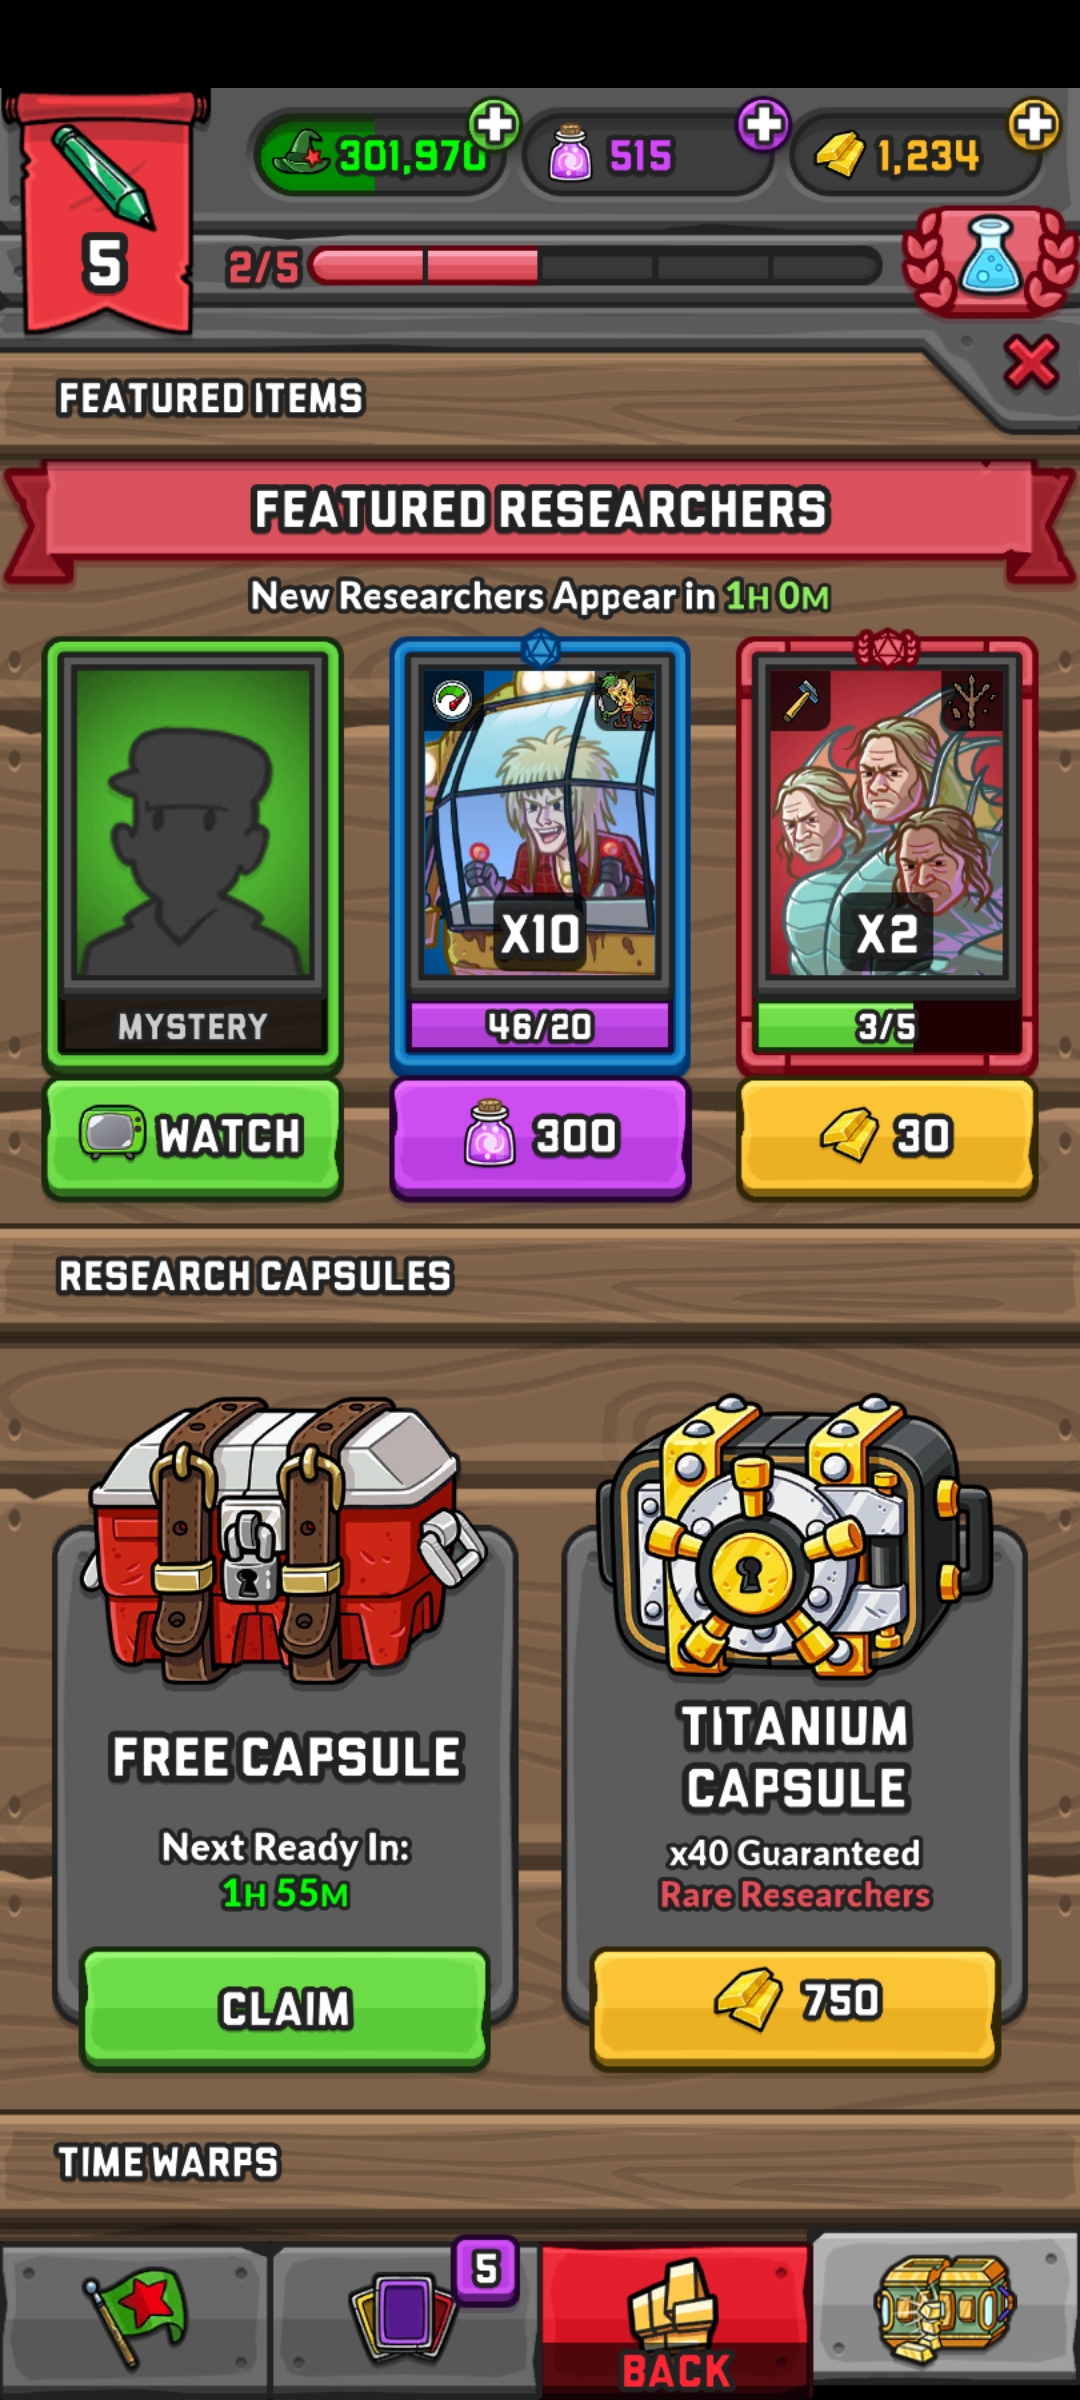 301,970
515
1,234
5
2/5
FEATURED ITEMS
FEATURED RESEARCHERS
New Researchers Appear in 1H 0M
X10
X2
MYSTERY
46/20
3/5
WATCH
300
30
RESEARCH CAPSULES
FREE CAPSULE
Next Ready In:
1H 55M
CLAIM
TITANIUM
CAPSULE
x40 Guaranteed
Rare Researchers
750
TIME WARPS
5
BACK